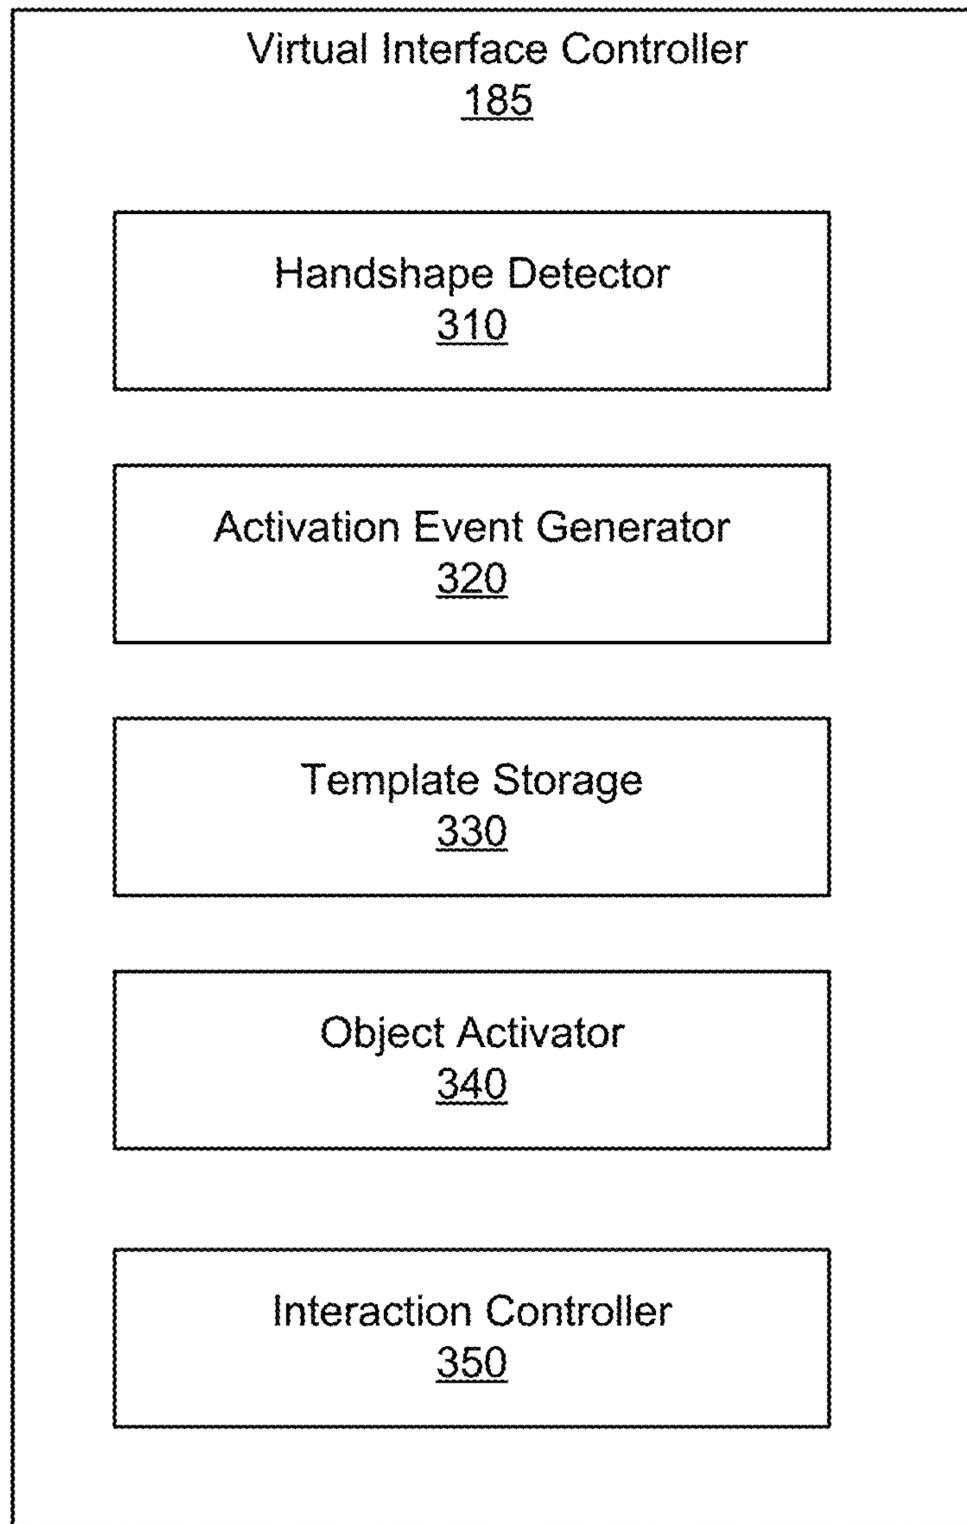 Virtual Interface Controller
185
Handshape Detector
310
Activation Event Generator
320
Template Storage
330
Object Activator
340
Interaction Controller
350